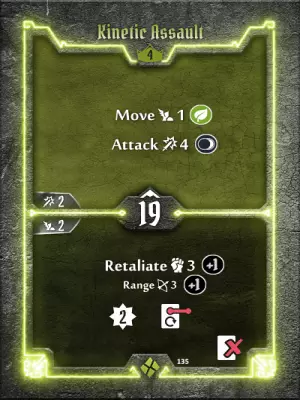 Kinetic Assault
4
Move 1
Attack 4
2
19
2
Retaliate 3 +1
Range 3 +1
2
135